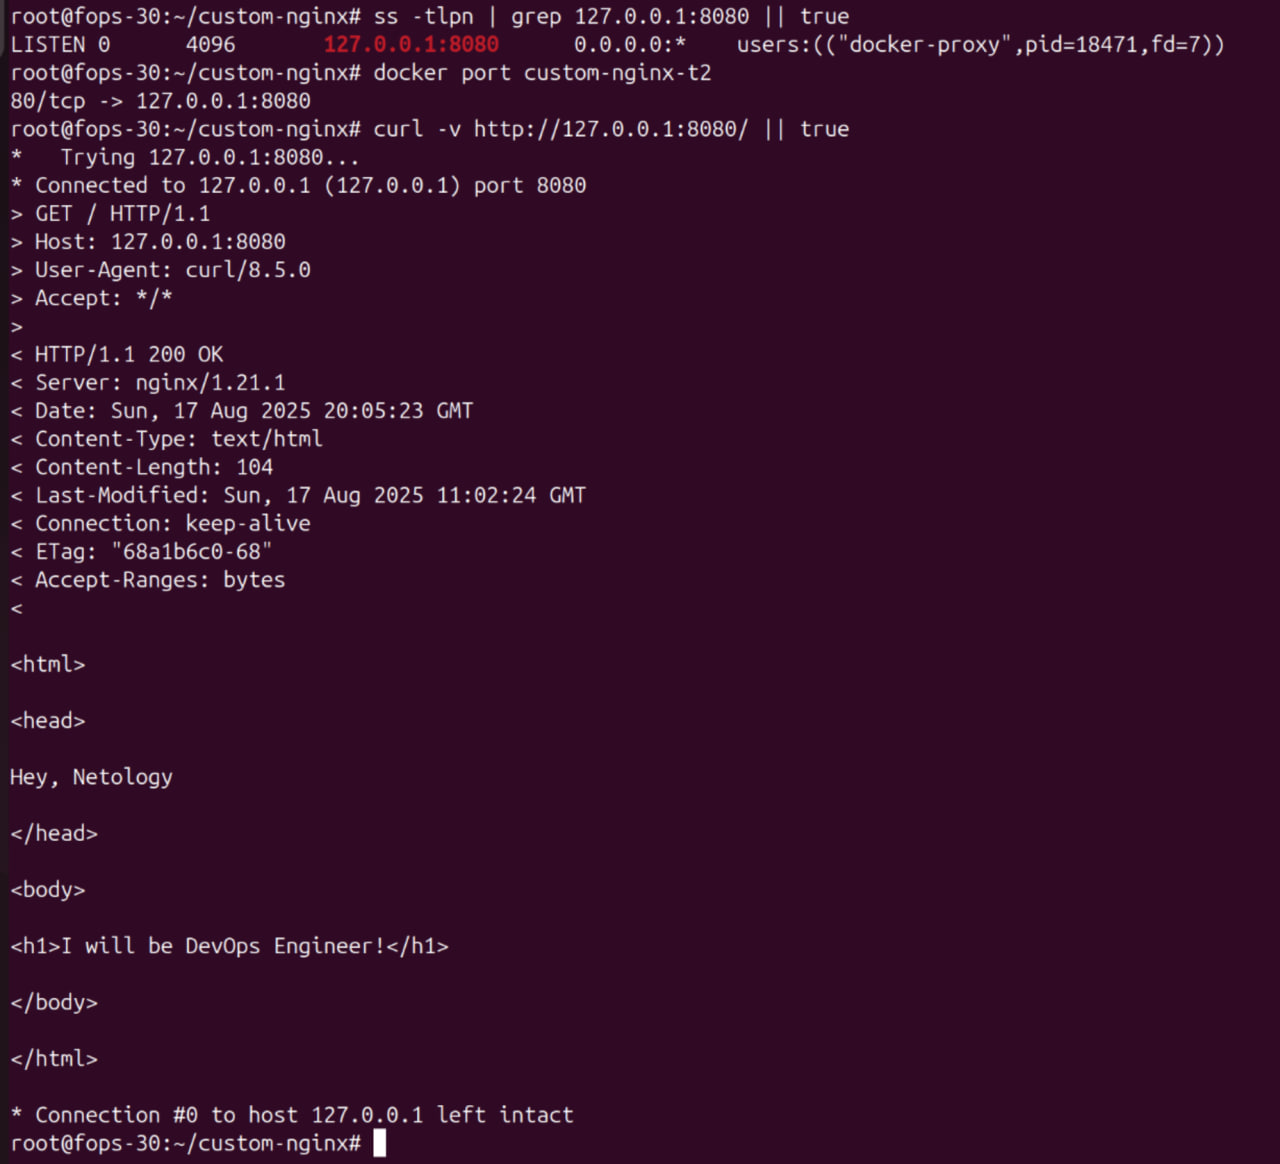 root@fops-30:~/custom-nginx# ss -tlpn | grep 127.0.0.1:8080 || true
LISTEN 0      4096       127.0.0.1:8080      0.0.0.0:*    users:(("docker-proxy",pid=18471,fd=7))
root@fops-30:~/custom-nginx# docker port custom-nginx-t2
80/tcp -> 127.0.0.1:8080
root@fops-30:~/custom-nginx# curl -v http://127.0.0.1:8080/ || true
*   Trying 127.0.0.1:8080...
* Connected to 127.0.0.1 (127.0.0.1) port 8080
> GET / HTTP/1.1
> Host: 127.0.0.1:8080
> User-Agent: curl/8.5.0
> Accept: */*
>
< HTTP/1.1 200 OK
< Server: nginx/1.21.1
< Date: Sun, 17 Aug 2025 20:05:23 GMT
< Content-Type: text/html
< Content-Length: 104
< Last-Modified: Sun, 17 Aug 2025 11:02:24 GMT
< Connection: keep-alive
< ETag: "68a1b6c0-68"
< Accept-Ranges: bytes
<
<html>
<head>
Hey, Netology
</head>
<body>
<h1>I will be DevOps Engineer!</h1>
</body>
</html>
* Connection #0 to host 127.0.0.1 left intact
root@fops-30:~/custom-nginx#